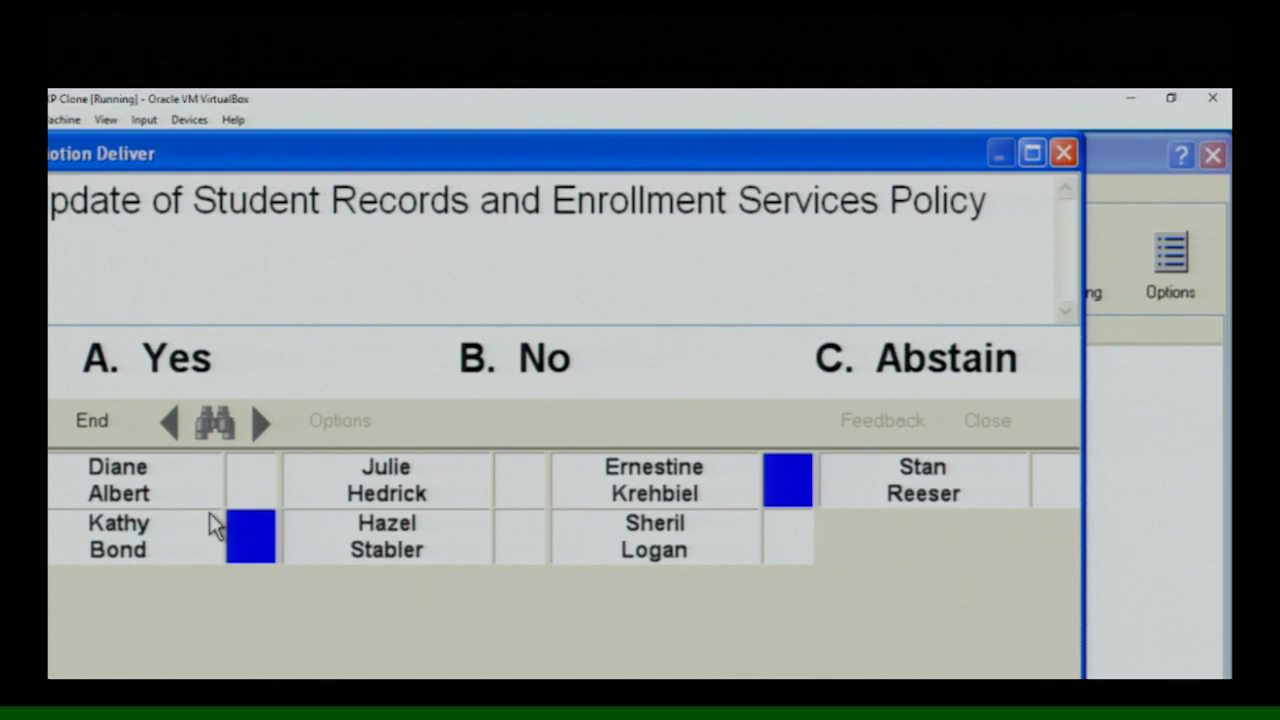 XP Clone [Running] - Oracle VM VirtualBox
achine View Input Devices Help
otion Deliver
pdate of Student Records and Enrollment Services Policy
ng Options
A. Yes B. No C. Abstain
End Options Feedback Close
Diane Julie Ernestine Stan
Albert Hedrick Krehbiel Reeser
Kathy Hazel Sheril
Bond Stabler Logan